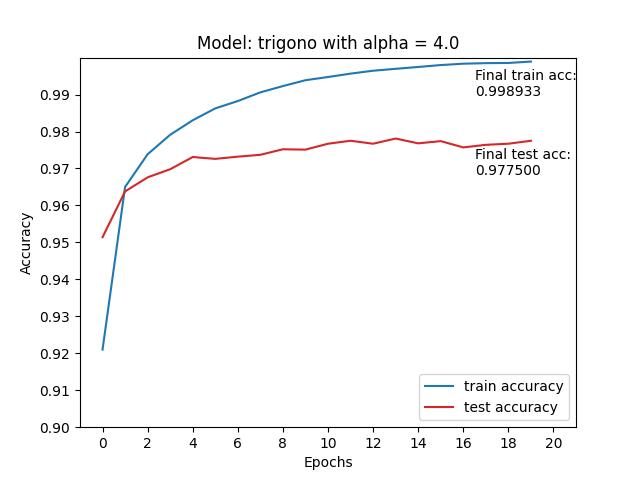 Model: trigono with alpha = 4.0
Final train acc:
0.998933
Final test acc:
0.977500
0.99
0.98
0.97
0.96
0.95
0.94
0.93
0.92
0.91
0.90
Accuracy
train accuracy
test accuracy
0 2 4 6 8 10 12 14 16 18 20
Epochs